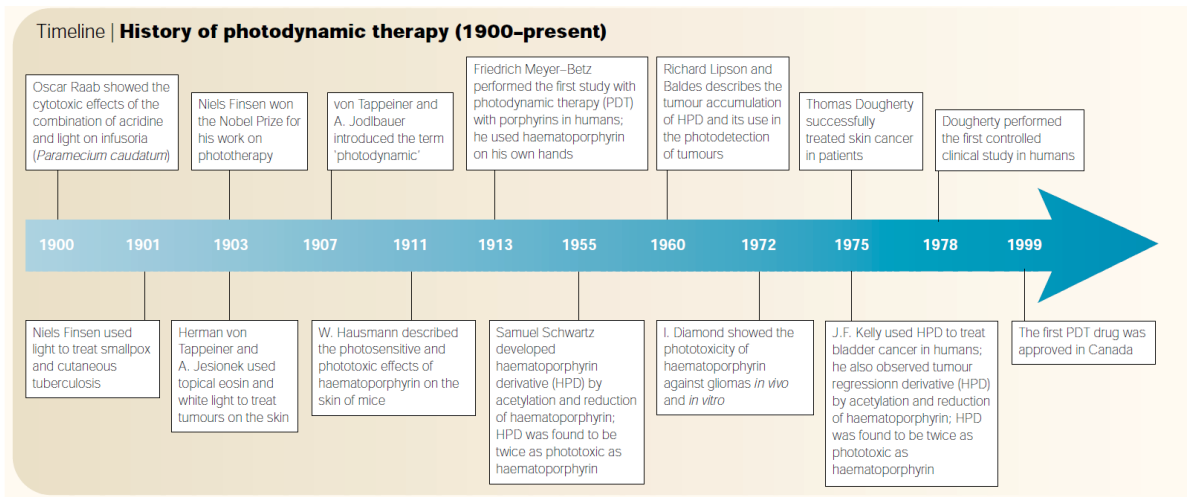 Timeline | History of photodynamic therapy (1900–present)
Oscar Raab showed the
cytotoxic effects of the
combination of acridine
and light on infusoria
(Paramecium caudatum)
Niels Finsen won
the Nobel Prize for
his work on
phototherapy
von Tappeiner and
A. Jodlbauer
introduced the term
'photodynamic'
Friedrich Meyer–Betz
performed the first study with
photodynamic therapy (PDT)
with porphyrins in humans;
he used haematoporphyrin
on his own hands
Richard Lipson and
Baldes describes the
tumour accumulation
of HPD and its use in
the photodetection
of tumours
Thomas Dougherty
successfully
treated skin cancer
in patients
Dougherty performed
the first controlled
clinical study in humans
1900 1901 1903 1907 1911 1913 1955 1960 1972 1975 1978 1999
Niels Finsen used
light to treat smallpox
and cutaneous
tuberculosis
Herman von
Tappeiner and
A. Jesionek used
topical eosin and
white light to treat
tumours on the skin
W. Hausmann described
the photosensitive and
phototoxic effects of
haematoporphyrin on the
skin of mice
Samuel Schwartz
developed
haematoporphyrin
derivative (HPD) by
acetylation and reduction
of haematoporphyrin;
HPD was found to be
twice as phototoxic as
haematoporphyrin
I. Diamond showed the
phototoxicity of
haematoporphyrin
against gliomas in vivo
and in vitro
J.F. Kelly used HPD to treat
bladder cancer in humans;
he also observed tumour
regressionn derivative (HPD)
by acetylation and reduction
of haematoporphyrin; HPD
was found to be twice as
phototoxic as
haematoporphyrin
The first PDT drug was
approved in Canada